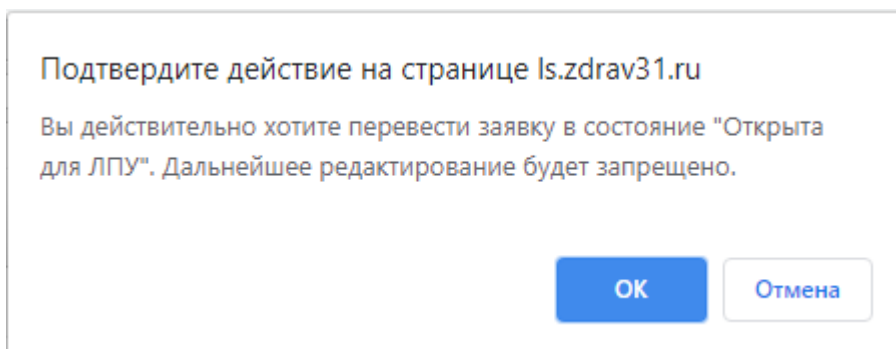 Подтвердите действие на странице ls.zdrav31.ru
Вы действительно хотите перевести заявку в состояние "Открыта
для ЛПУ". Дальнейшее редактирование будет запрещено.
ОК
Отмена